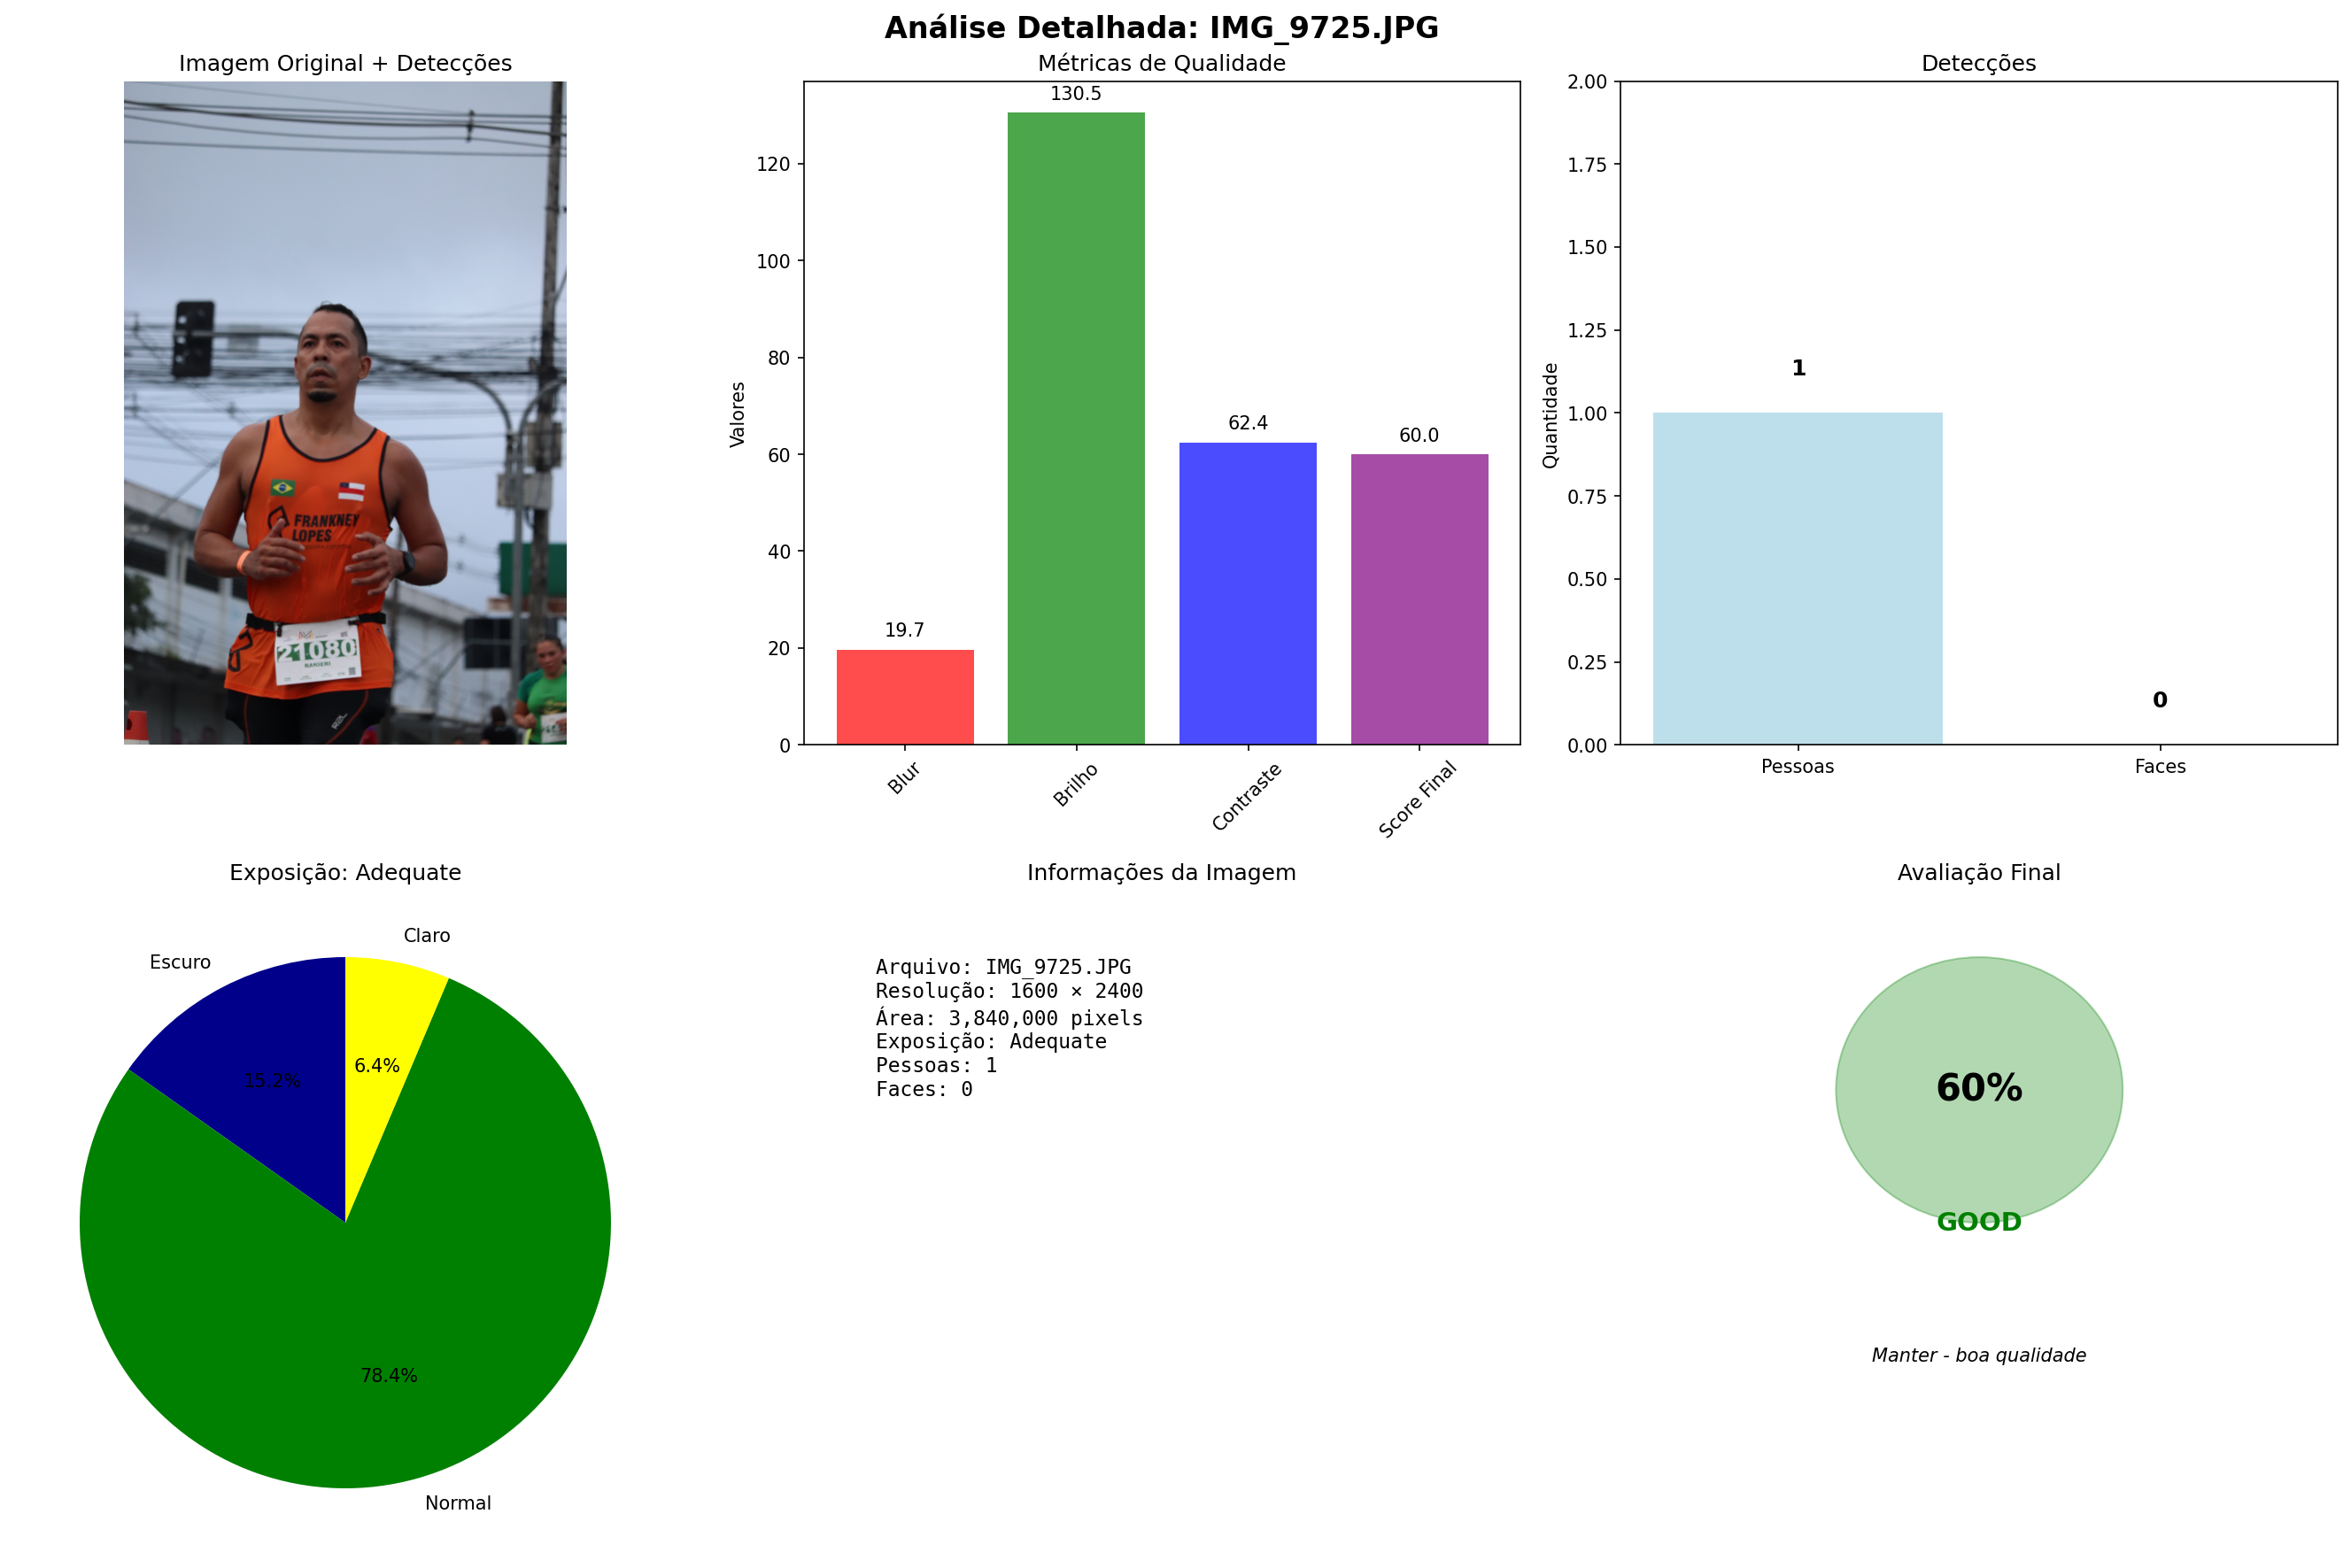 Análise Detalhada: IMG_9725.JPG
Imagem Original + Detecções
FRANKNEY
LOPES
21080
RANIERI
Métricas de Qualidade
Valores
120
100
80
60
40
20
0
130.5
62.4
60.0
19.7
Blur
Brilho
Contraste
Score Final
Detecções
Quantidade
2.00
1.75
1.50
1.25
1.00
0.75
0.50
0.25
0.00
1
0
Pessoas
Faces
Exposição: Adequate
Claro
Escuro
6.4%
15.2%
78.4%
Normal
Informações da Imagem
Arquivo: IMG_9725.JPG
Resolução: 1600 × 2400
Área: 3,840,000 pixels
Exposição: Adequate
Pessoas: 1
Faces: 0
Avaliação Final
60%
GOOD
Manter - boa qualidade